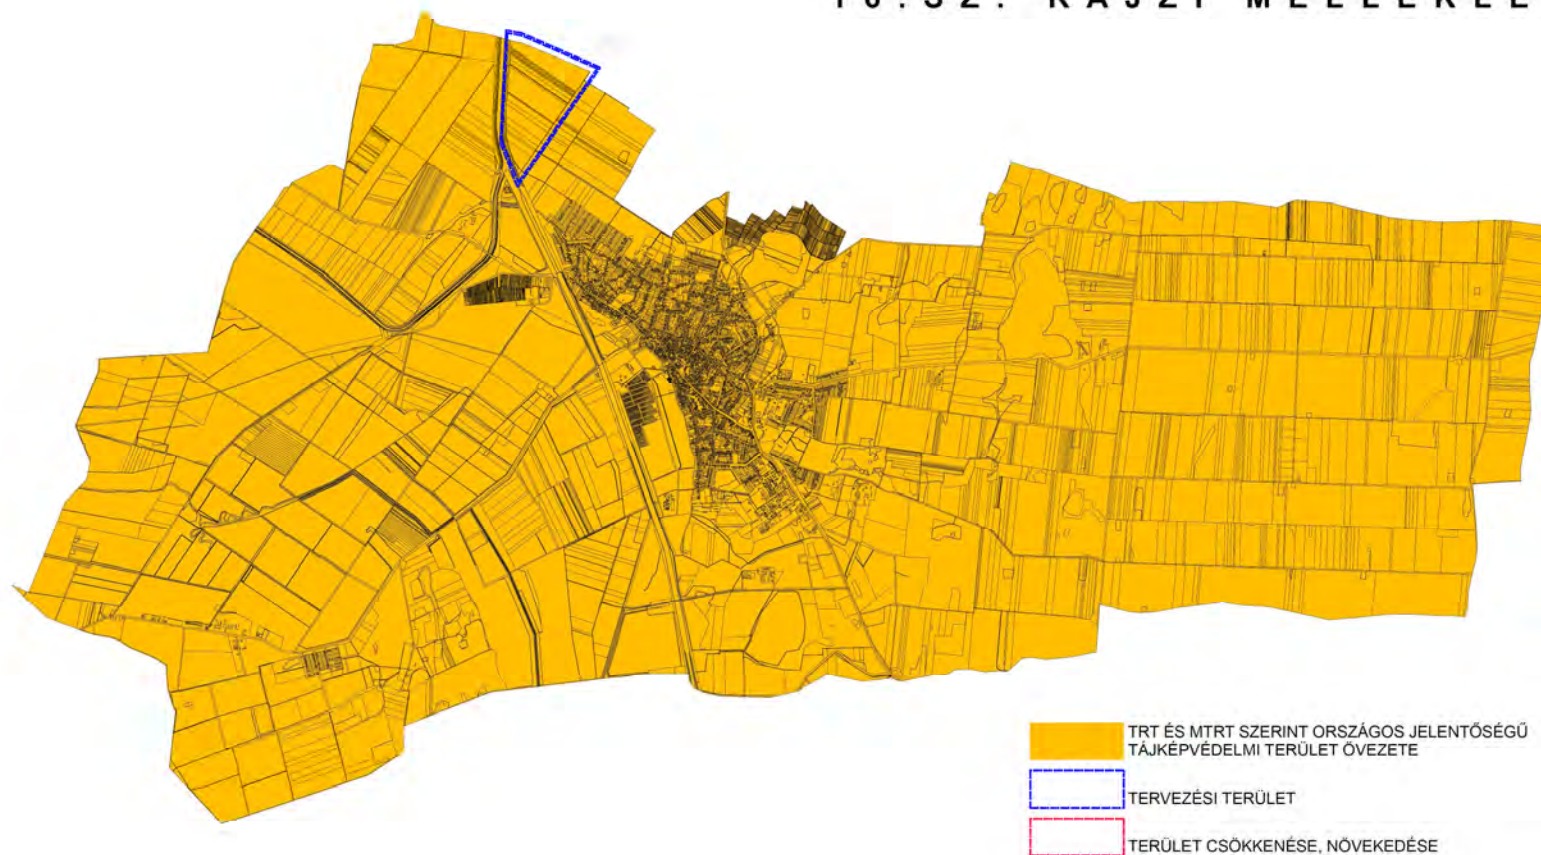 TRT ÉS MTRT SZERINT ORSZÁGOS JELENTŐSÉGŰ
TÁJKÉPVÉDELMI TERÜLET ÖVEZETE
TERVEZÉSI TERÜLET
TERÜLET CSÖKKENÉSE, NÖVEKEDÉSE